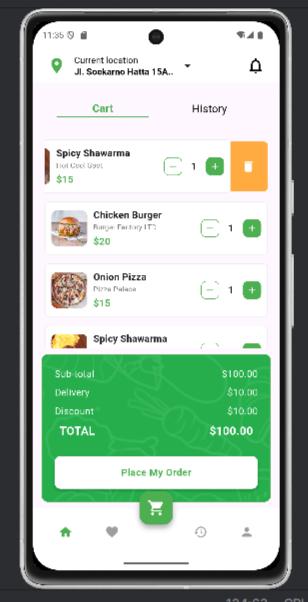 11:35
Current location
Jl. Soekarno Hatta 15A..
Cart
History
Spicy Shawarma
Hot Cool Spot
1
$15
Chicken Burger
Burger Factory LTD
1
$20
Onion Pizza
Pizza Palace
1
$15
Spicy Shawarma
Sub-total
$100.00
Delivery
$10.00
Discount
$10.00
TOTAL
$100.00
Place My Order